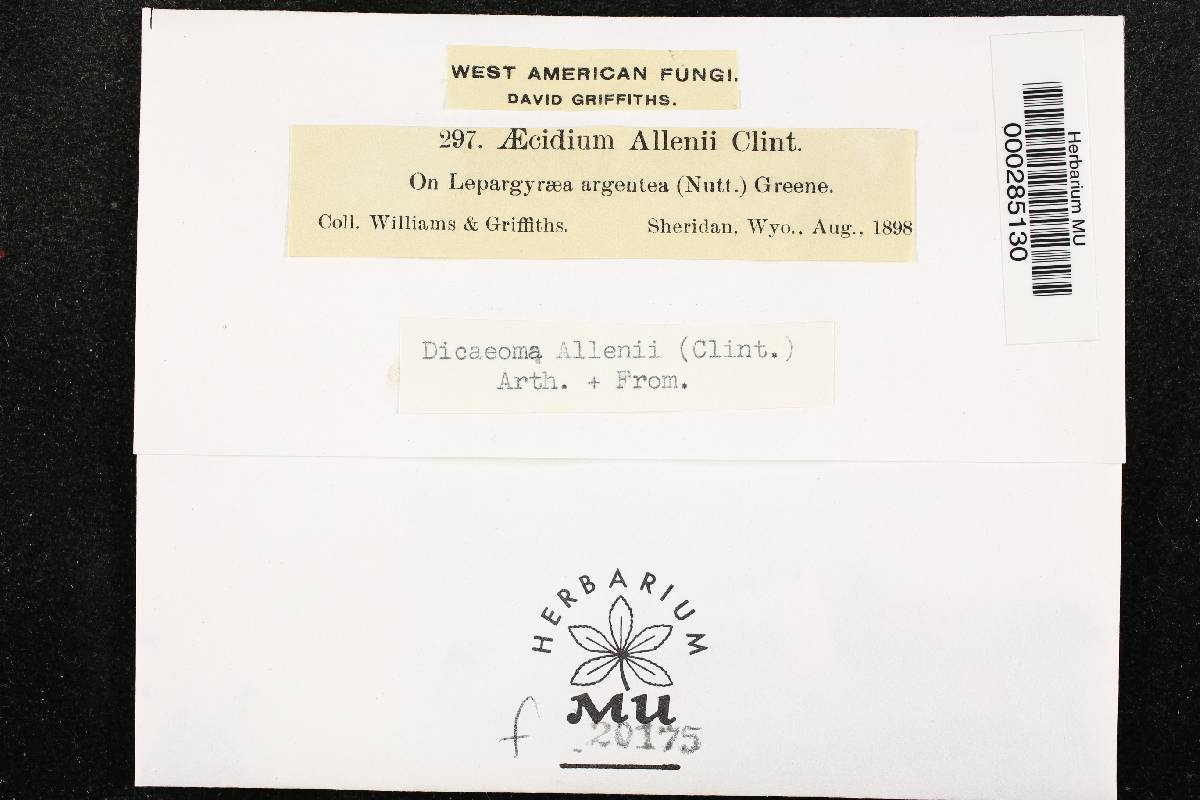 WEST AMERICAN FUNGI.
DAVID GRIFFITHS.
297. Æcidium Allenii Clint.
On Lepargyræa argentea (Nutt.) Greene.
Coll. Williams & Griffiths. Sheridan, Wyo., Aug., 1898
Herbarium MU
000285130
Dicaeoma Allenii (Clint.)
Arth. + From.
HERBARIUM
MU
f 20175